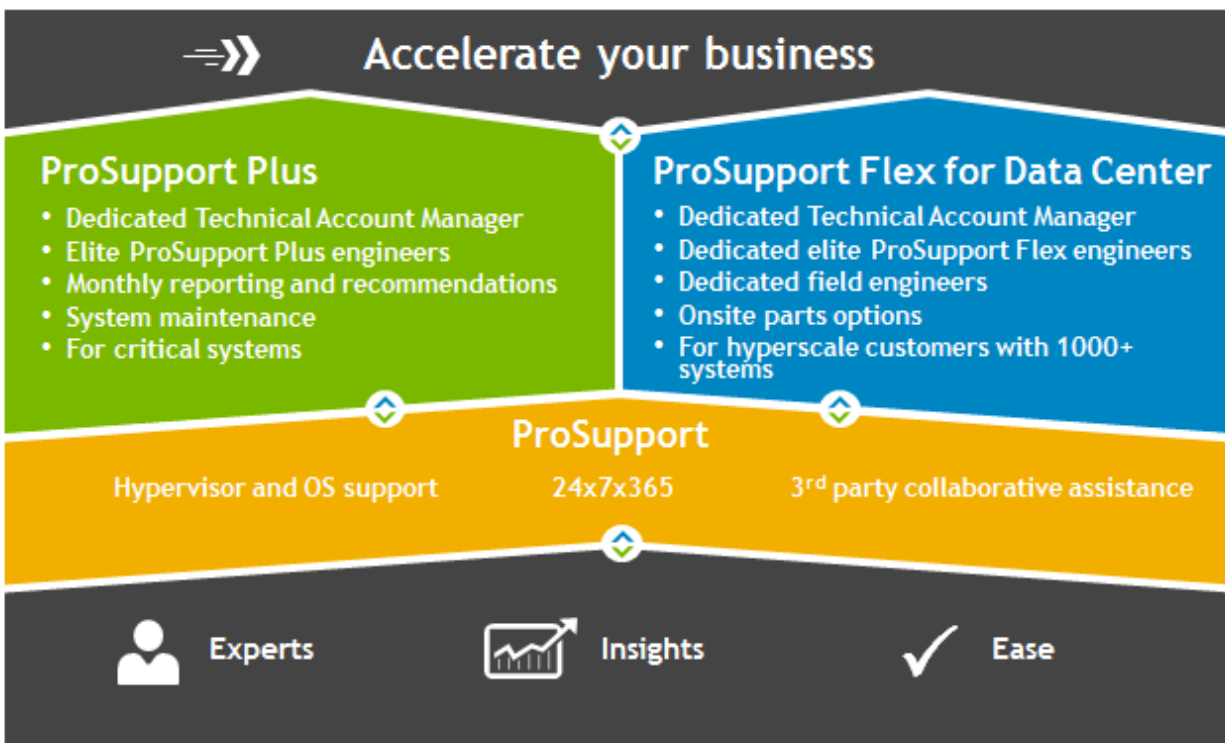 Accelerate your business
ProSupport Plus
• Dedicated Technical Account Manager
• Elite ProSupport Plus engineers
• Monthly reporting and recommendations
• System maintenance
• For critical systems
ProSupport Flex for Data Center
• Dedicated Technical Account Manager
• Dedicated elite ProSupport Flex engineers
• Dedicated field engineers
• Onsite parts options
• For hyperscale customers with 1000+
systems
ProSupport
Hypervisor and OS support 24x7x365 3rd party collaborative assistance
Experts Insights Ease